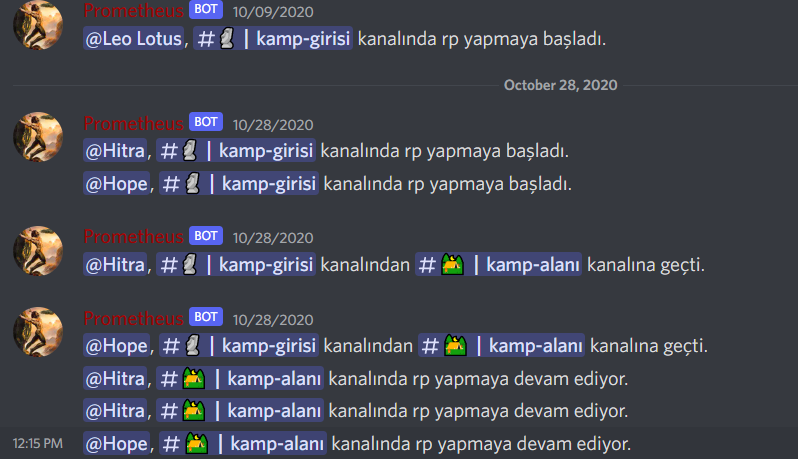 Prometheus BOT 10/09/2020
@Leo Lotus, #🗿 | kamp-girisi kanalında rp yapmaya başladı.
October 28, 2020
Prometheus BOT 10/28/2020
@Hitra, #🗿 | kamp-girisi kanalında rp yapmaya başladı.
@Hope, #🗿 | kamp-girisi kanalında rp yapmaya başladı.
Prometheus BOT 10/28/2020
@Hitra, #🗿 | kamp-girisi kanalından #🏕 | kamp-alanı kanalına geçti.
Prometheus BOT 10/28/2020
@Hope, #🗿 | kamp-girisi kanalından #🏕 | kamp-alanı kanalına geçti.
@Hitra, #🏕 | kamp-alanı kanalında rp yapmaya devam ediyor.
@Hitra, #🏕 | kamp-alanı kanalında rp yapmaya devam ediyor.
12:15 PM @Hope, #🏕 | kamp-alanı kanalında rp yapmaya devam ediyor.